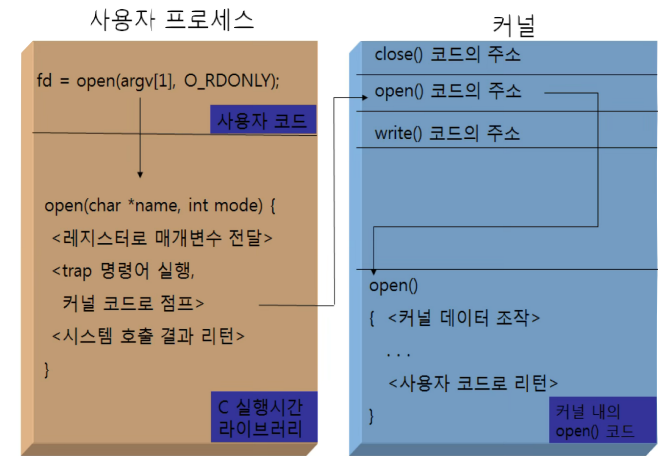 사용자 프로세스
fd = open(argv[1], O_RDONLY);
사용자 코드
open(char *name, int mode) {
<레지스터로 매개변수 전달>
<trap 명령어 실행,
커널 코드로 점프>
<시스템 호출 결과 리턴>
}
C 실행시간
라이브러리
커널
close() 코드의 주소
open() 코드의 주소
write() 코드의 주소
open()
{ <커널 데이터 조작>
. . .
<사용자 코드로 리턴>
}
커널 내의
open() 코드